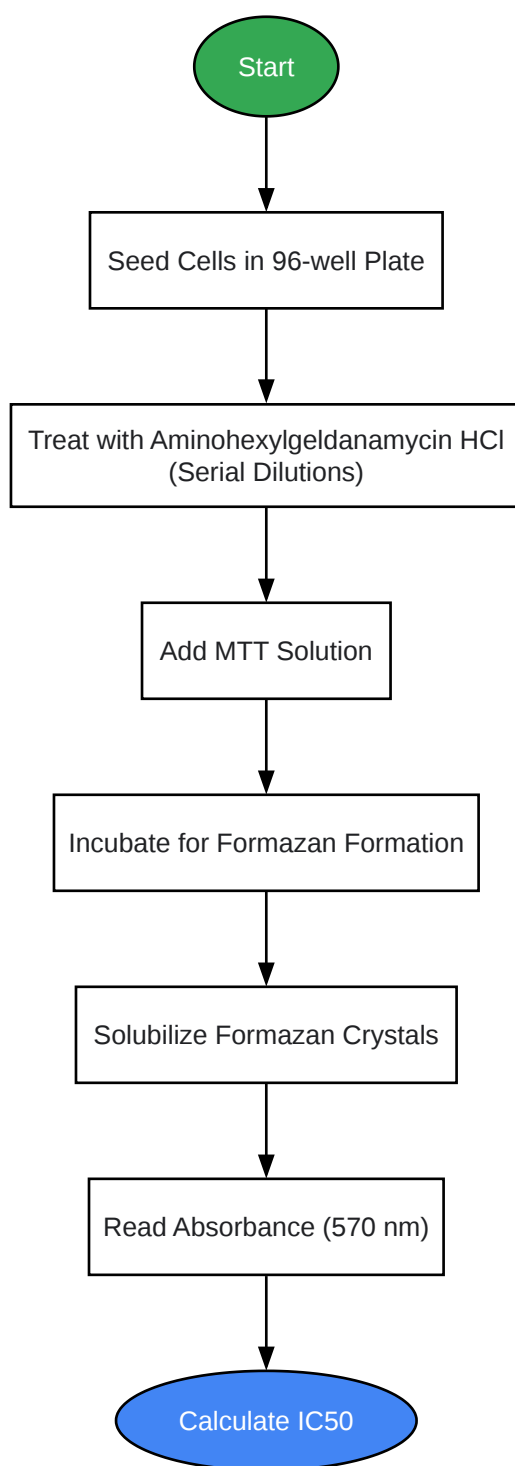 Start
Seed Cells in 96-well Plate
Treat with Aminohexylgeldanamycin HCl
(Serial Dilutions)
Add MTT Solution
Incubate for Formazan Formation
Solubilize Formazan Crystals
Read Absorbance (570 nm)
Calculate IC50